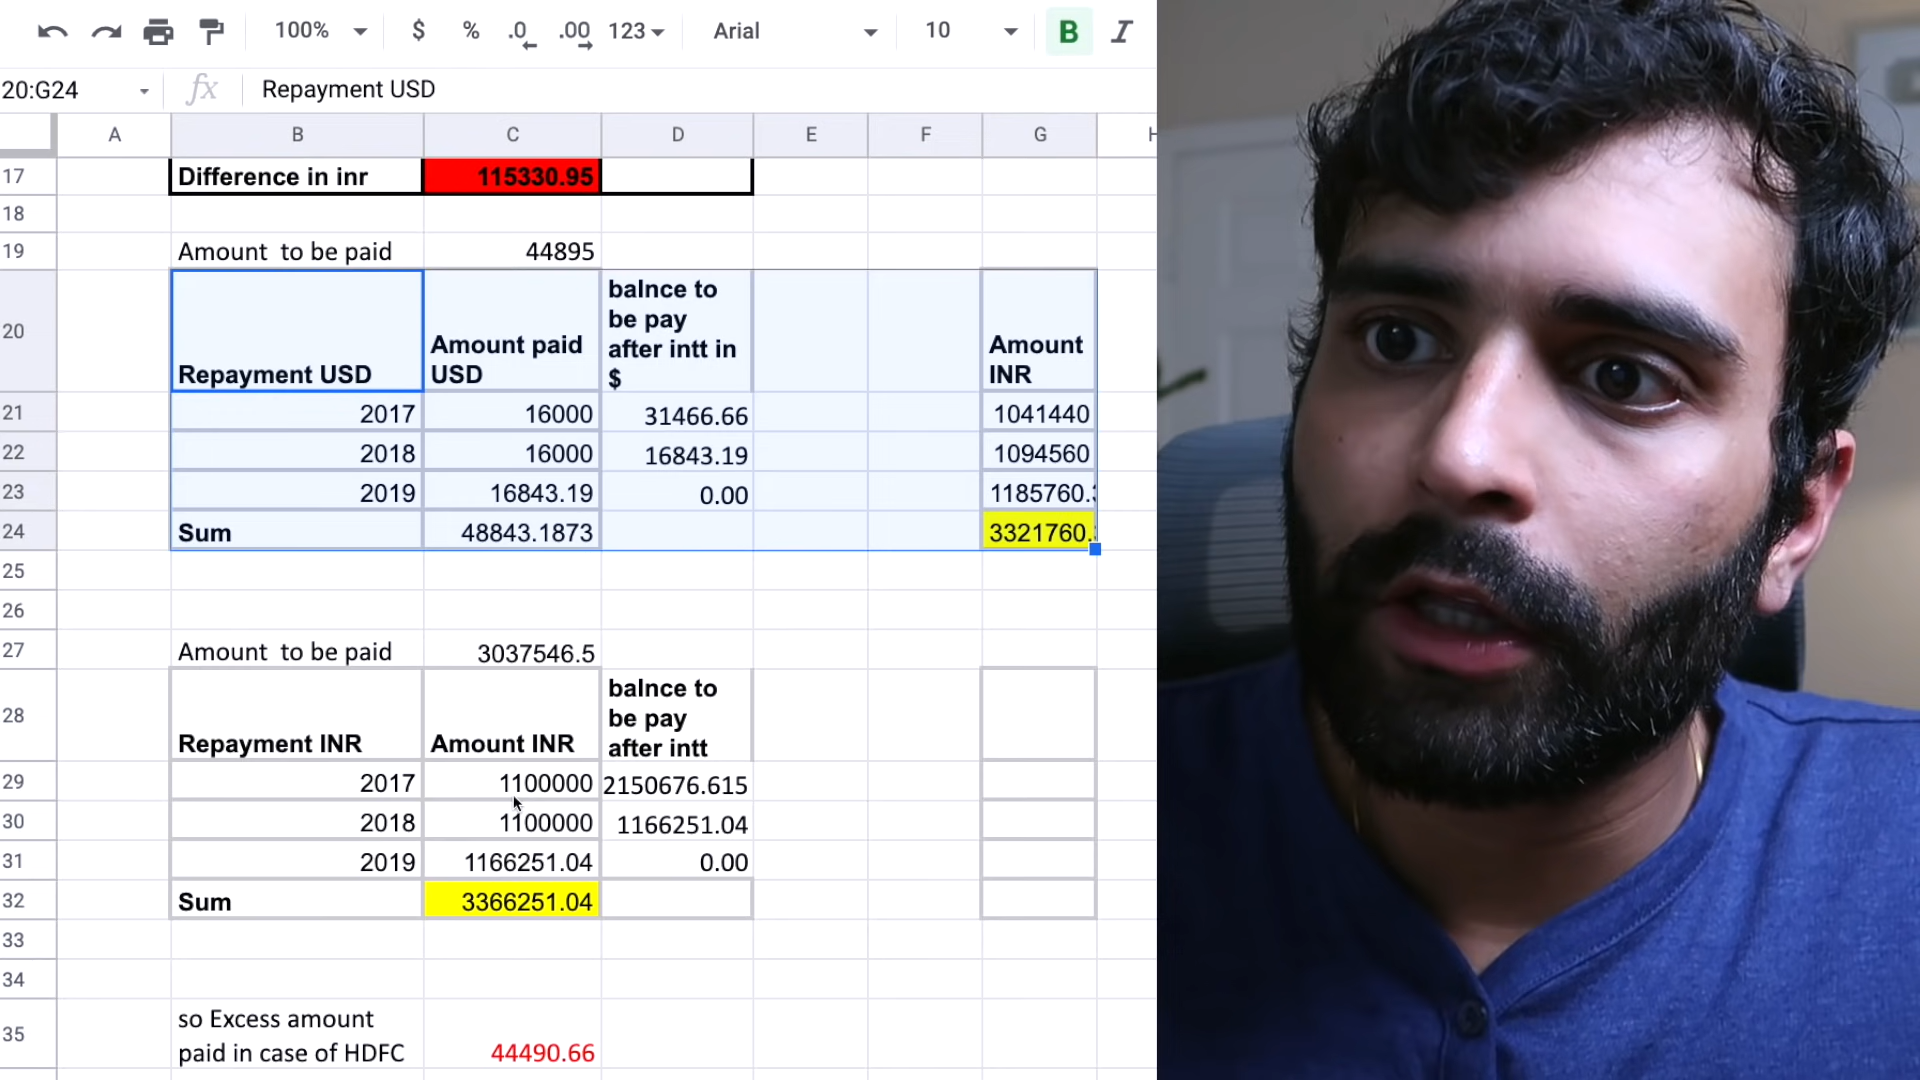 100% $ % .0 .00 123 Arial 10 B I
20:G24 fx Repayment USD
A B C D E F G H
17 Difference in inr 115330.95
18
19 Amount to be paid 44895
20 Repayment USD Amount paid USD balnce to be pay after intt in $ Amount INR
21 2017 16000 31466.66 1041440
22 2018 16000 16843.19 1094560
23 2019 16843.19 0.00 1185760.
24 Sum 48843.1873 3321760.
25
26
27 Amount to be paid 3037546.5
28 Repayment INR Amount INR balnce to be pay after intt
29 2017 1100000 2150676.615
30 2018 1100000 1166251.04
31 2019 1166251.04 0.00
32 Sum 3366251.04
33
34
35 so Excess amount paid in case of HDFC 44490.66